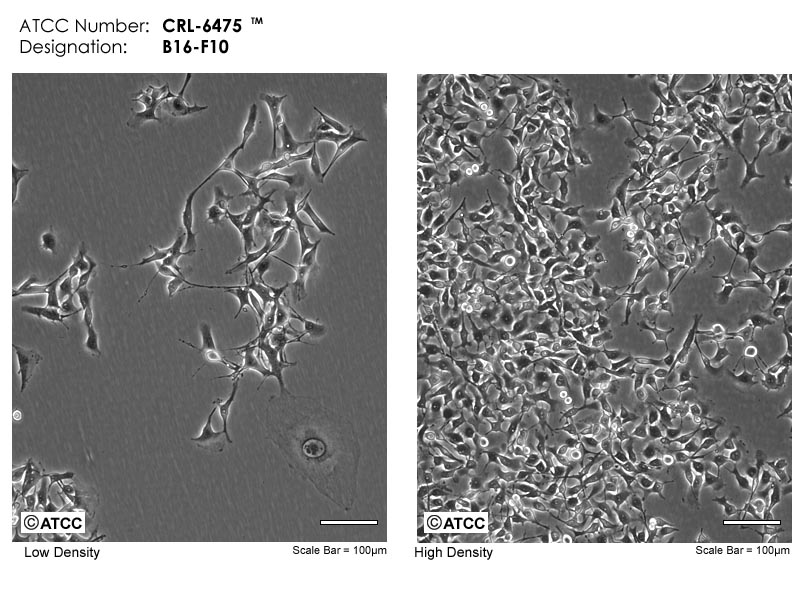 ATCC Number: CRL-6475 ™
Designation: B16-F10
©ATCC
©ATCC
Low Density
Scale Bar = 100µm
High Density
Scale Bar = 100µm